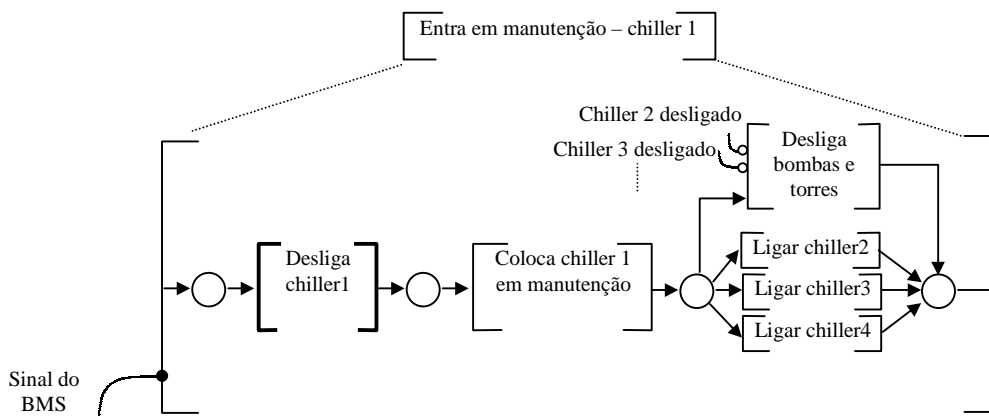 Entra em manutenção – chiller 1
Chiller 2 desligado
Chiller 3 desligado
Desliga
bombas e
torres
Desliga
chiller1
Coloca chiller 1
em manutenção
Ligar chiller2
Ligar chiller3
Ligar chiller4
Sinal do
BMS